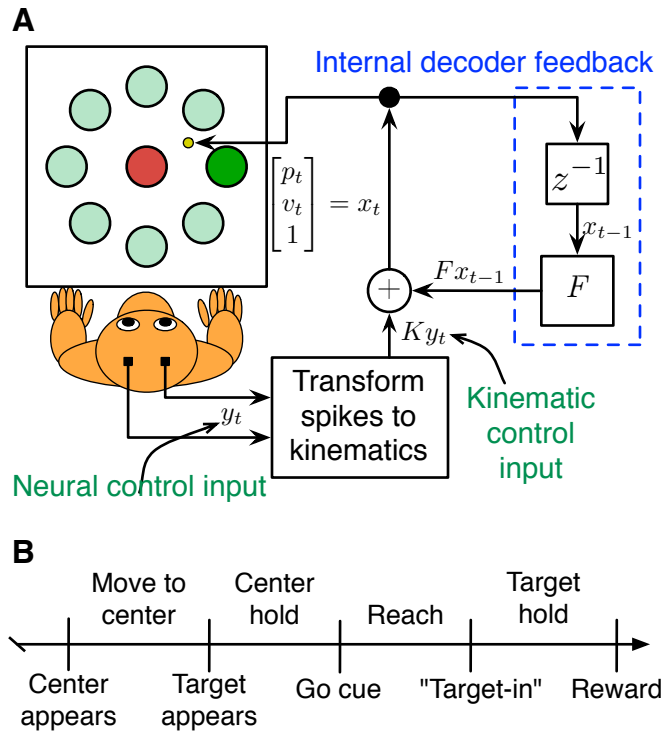 A
Internal decoder feedback
[p_t
v_t
1] = x_t
z^{-1}
x_{t-1}
Fx_{t-1}
F
+
Ky_t
Transform
spikes to
kinematics
y_t
Kinematic
control
input
Neural control input
B
Move to
center
Center
hold
Reach
Target
hold
Center
appears
Target
appears
Go cue
"Target-in"
Reward